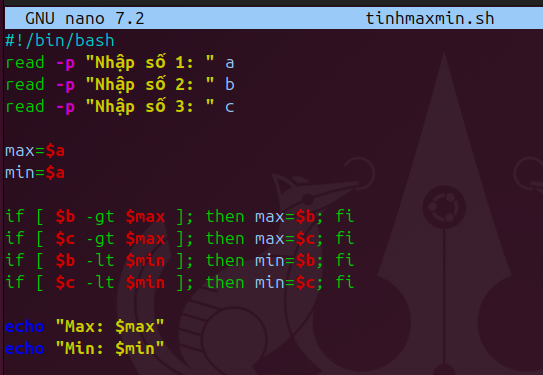 GNU nano 7.2 tinhmaxmin.sh
#!/bin/bash
read -p "Nhập số 1: " a
read -p "Nhập số 2: " b
read -p "Nhập số 3: " c
max=$a
min=$a
if [ $b -gt $max ]; then max=$b; fi
if [ $c -gt $max ]; then max=$c; fi
if [ $b -lt $min ]; then min=$b; fi
if [ $c -lt $min ]; then min=$c; fi
echo "Max: $max"
echo "Min: $min"